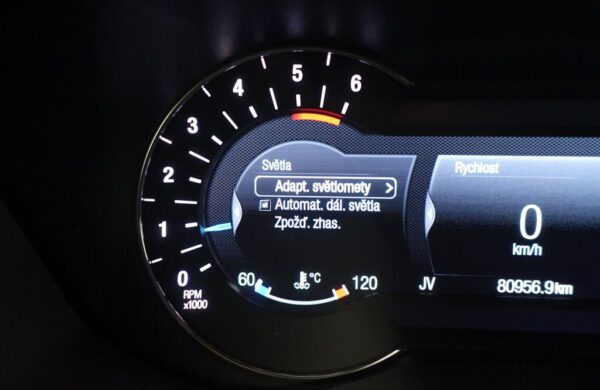 0
1
2
3
4
5
6
RPM
x1000
Světla
Adapt. světlomety >
Automat. dál. světla
Zpožď. zhas.
60 °C 120
Rychlost
0
km/h
JV 80956.9km